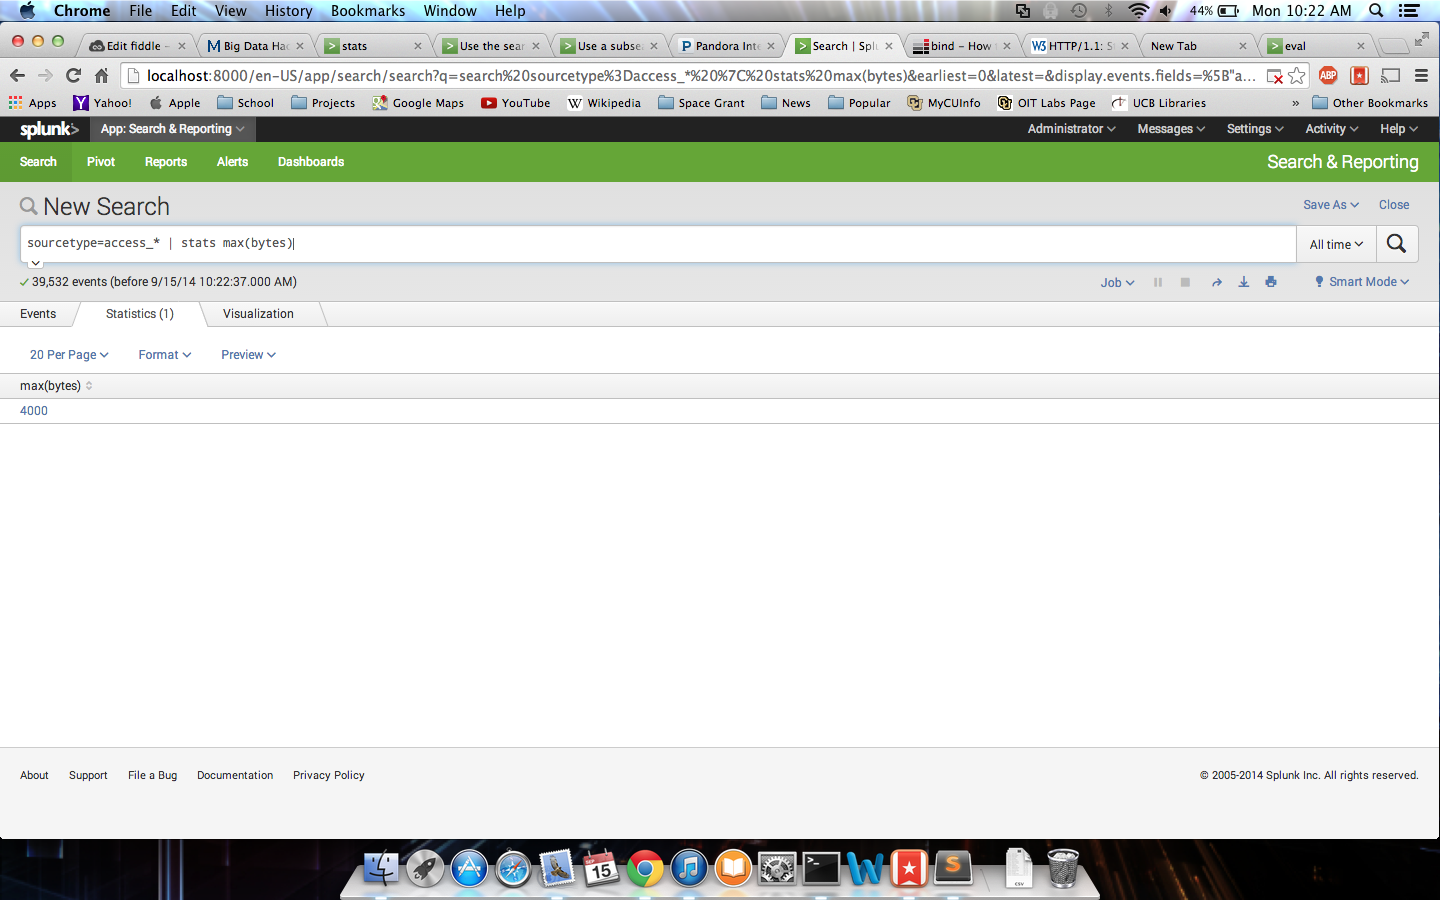 Chrome File Edit View History Bookmarks Window Help 44% Mon 10:22 AM
Edit fiddle - Big Data Hac stats Use the sear Use a subse Pandora Inte Search | Splu bind - How W3 HTTP/1.1: S New Tab eval
localhost:8000/en-US/app/search/search?q=search%20sourcetype%3Daccess_*%20%7C%20stats%20max(bytes)&earliest=0&latest=&display.events.fields=%5B"a... ABP
Apps Yahoo! Apple School Projects Google Maps YouTube Wikipedia Space Grant News Popular MyCUInfo OIT Labs Page UCB Libraries » Other Bookmarks
splunk> App: Search & Reporting Administrator Messages Settings Activity Help
Search Pivot Reports Alerts Dashboards Search & Reporting
New Search Save As Close
sourcetype=access_* | stats max(bytes) All time
39,532 events (before 9/15/14 10:22:37.000 AM) Job Smart Mode
Events Statistics (1) Visualization
20 Per Page Format Preview
max(bytes)
4000
About Support File a Bug Documentation Privacy Policy © 2005-2014 Splunk Inc. All rights reserved.
SEP 15 CSV